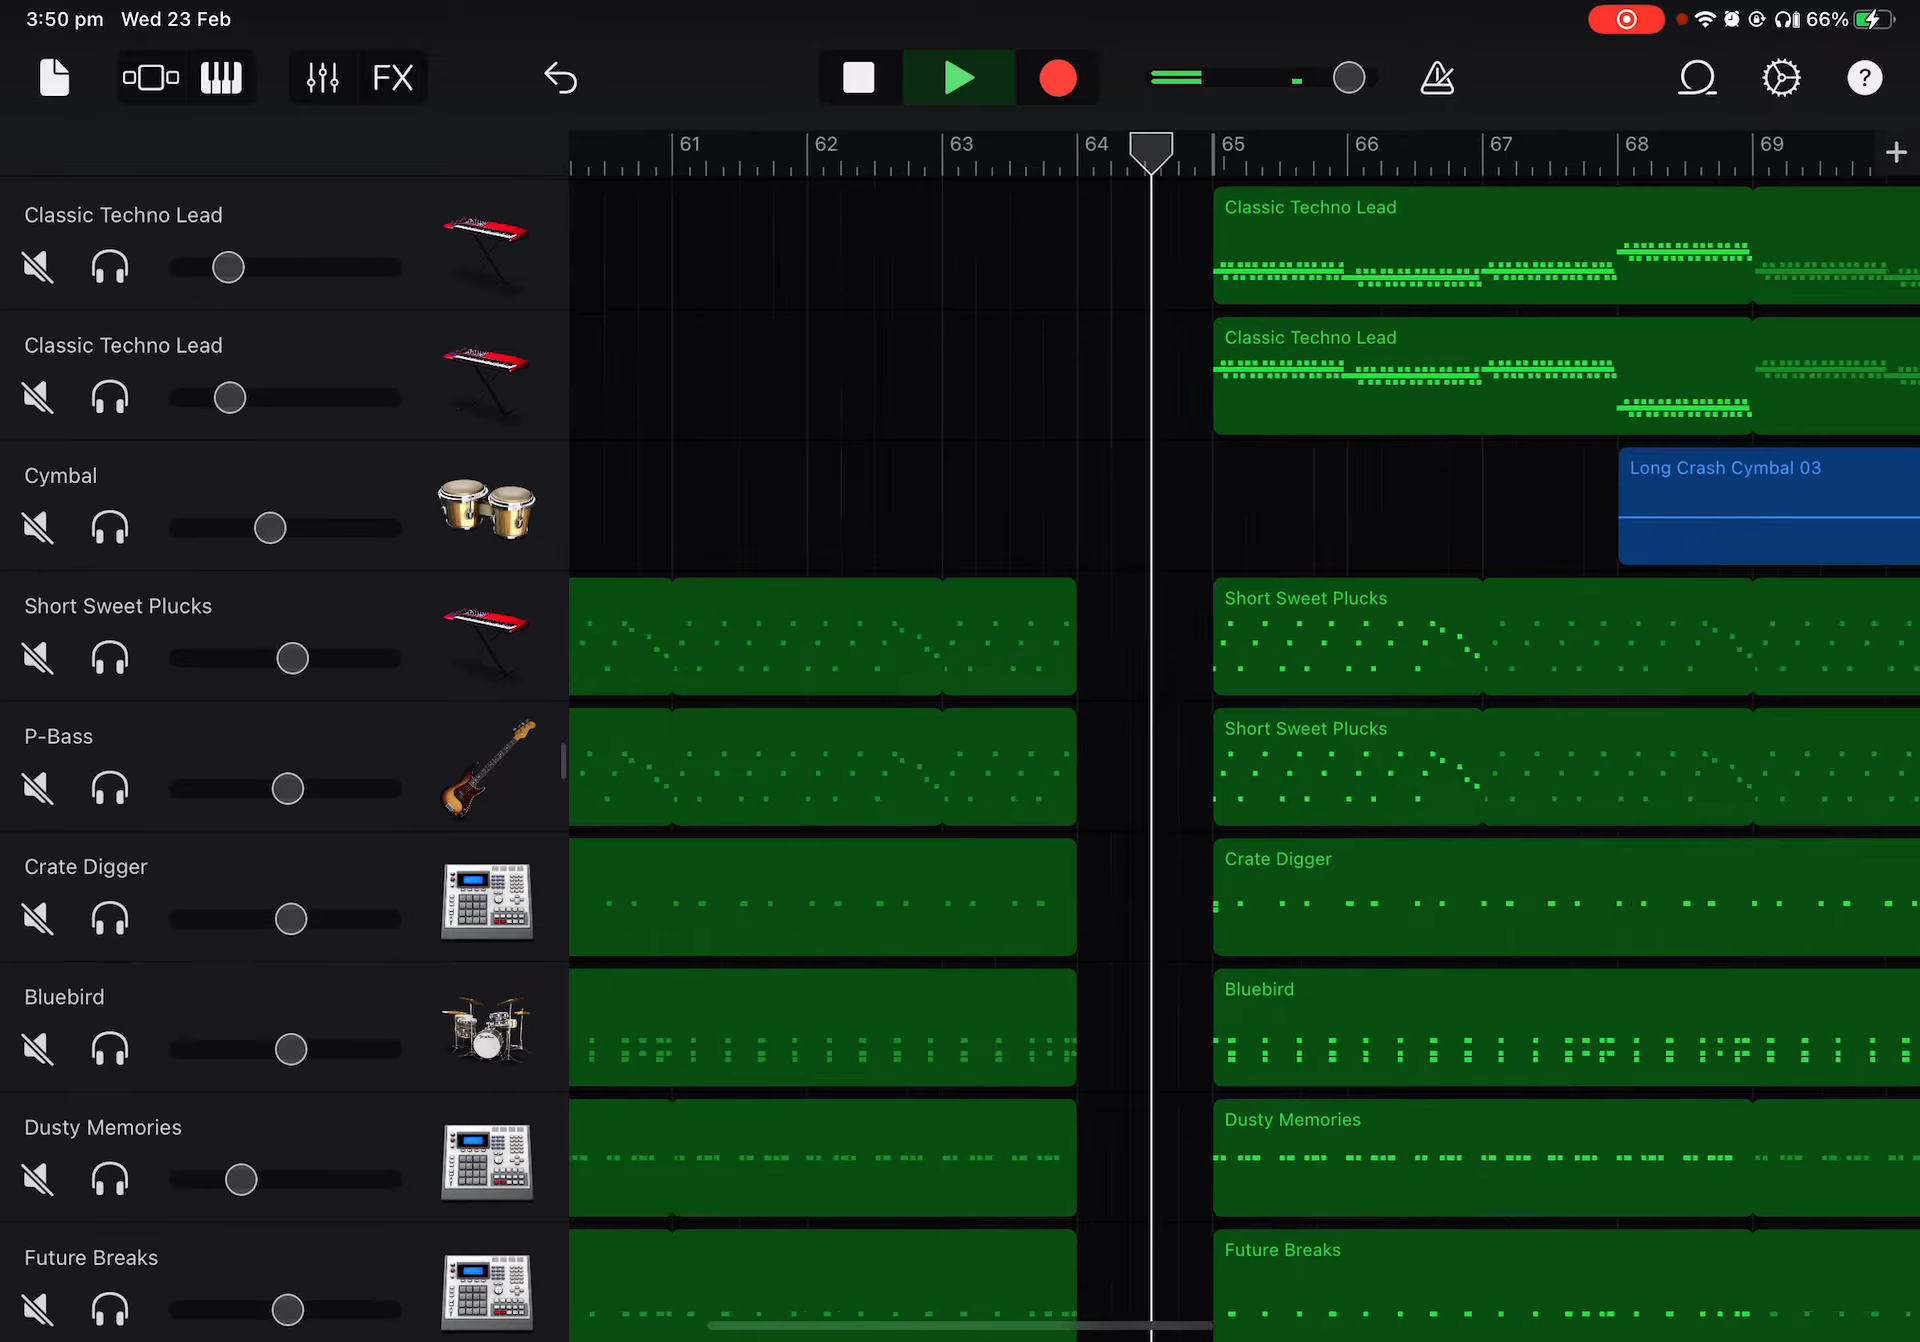 3:50 pm Wed 23 Feb
66%
FX
?
61 62 63 64 65 66 67 68 69
Classic Techno Lead
Classic Techno Lead
Classic Techno Lead
Classic Techno Lead
Cymbal
Long Crash Cymbal 03
Short Sweet Plucks
Short Sweet Plucks
P-Bass
Short Sweet Plucks
Crate Digger
Crate Digger
Bluebird
Bluebird
Dusty Memories
Dusty Memories
Future Breaks
Future Breaks